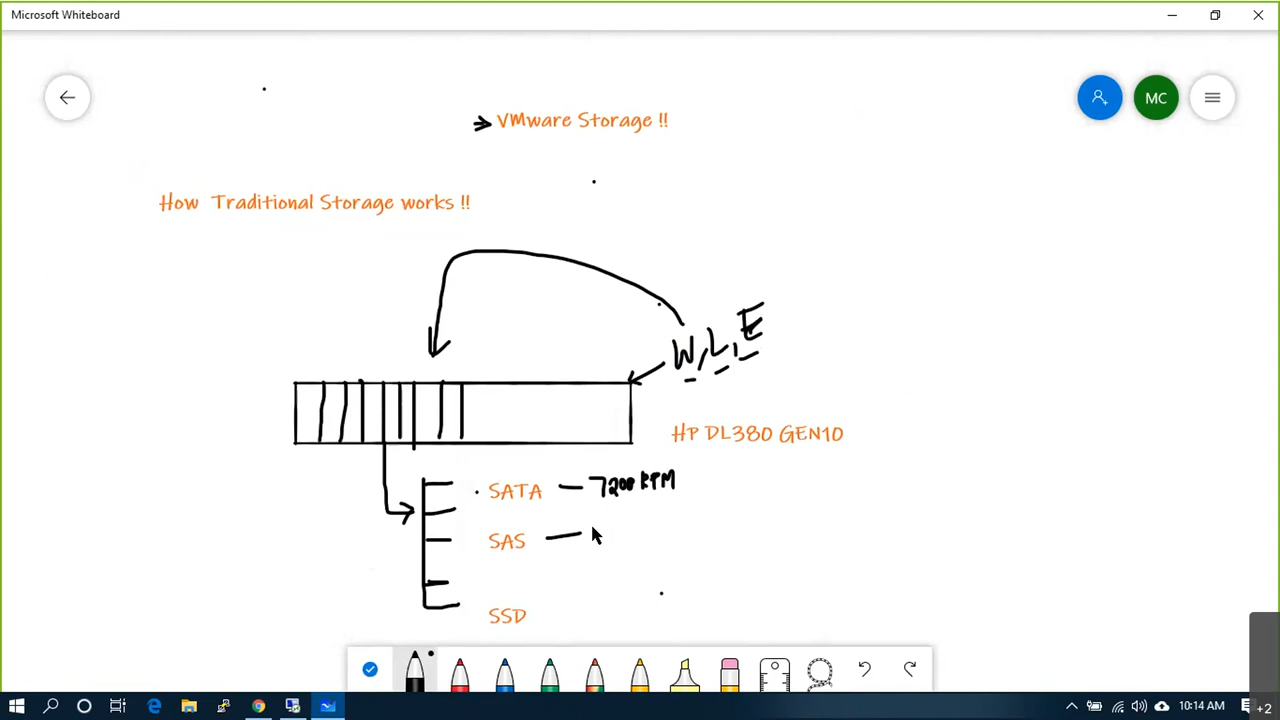 Microsoft Whiteboard
MC
VMware Storage !!
How Traditional Storage works !!
W, L, E
HP DL380 GEN10
SATA — 7200 RPM
SAS —
SSD
10:14 AM
+2